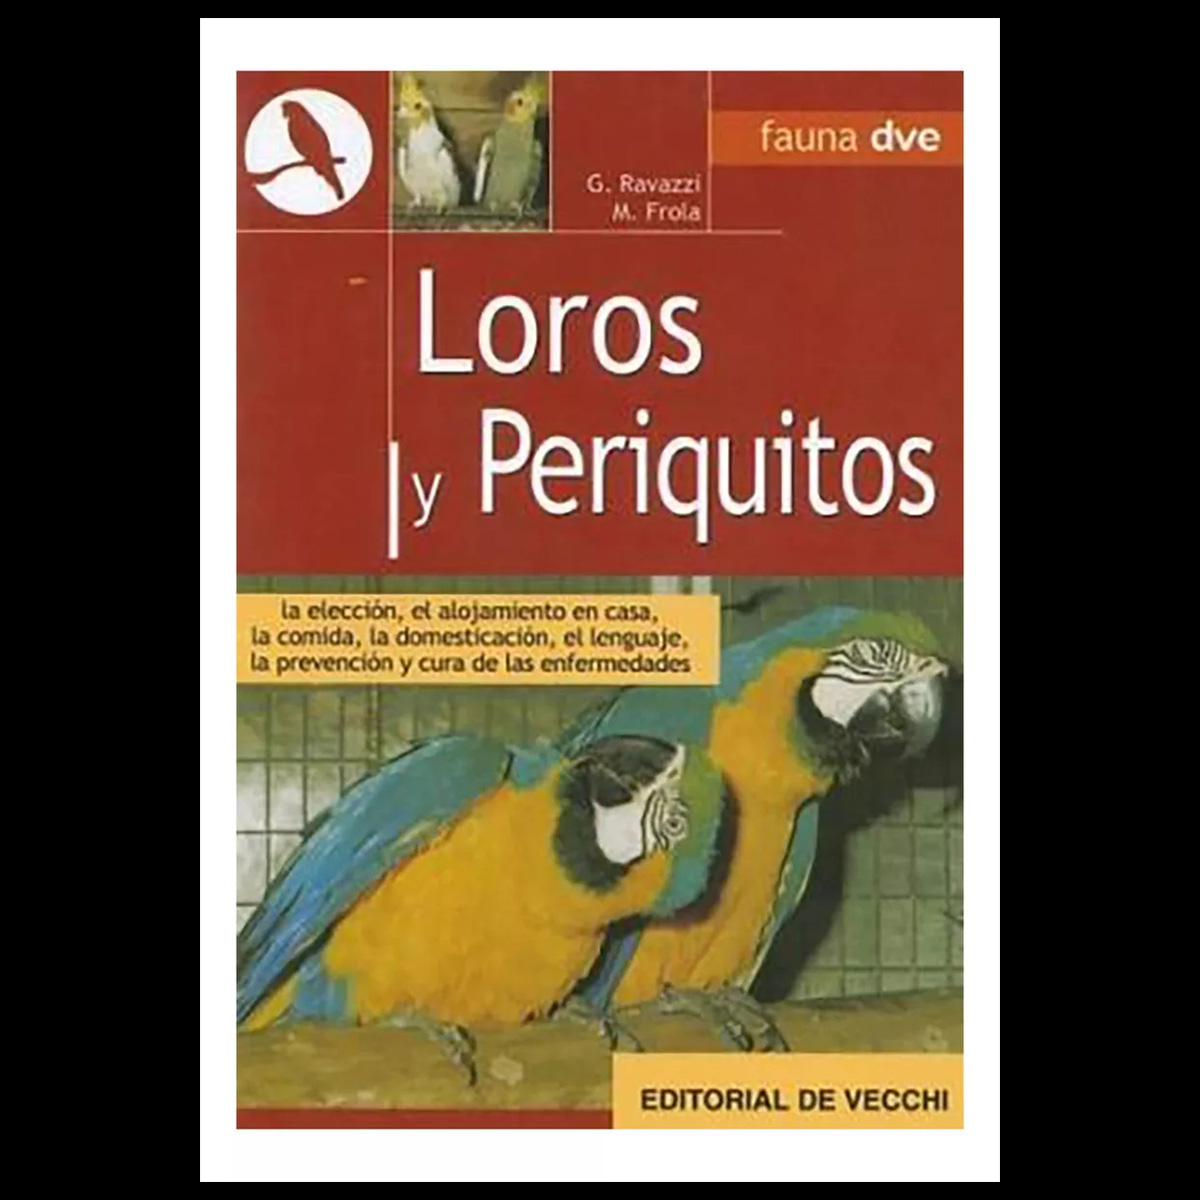 fauna dve
G. Ravazzi
M. Frola
Loros
y Periquitos
la elección, el alojamiento en casa,
la comida, la domesticación, el lenguaje,
la prevención y cura de las enfermedades
EDITORIAL DE VECCHI